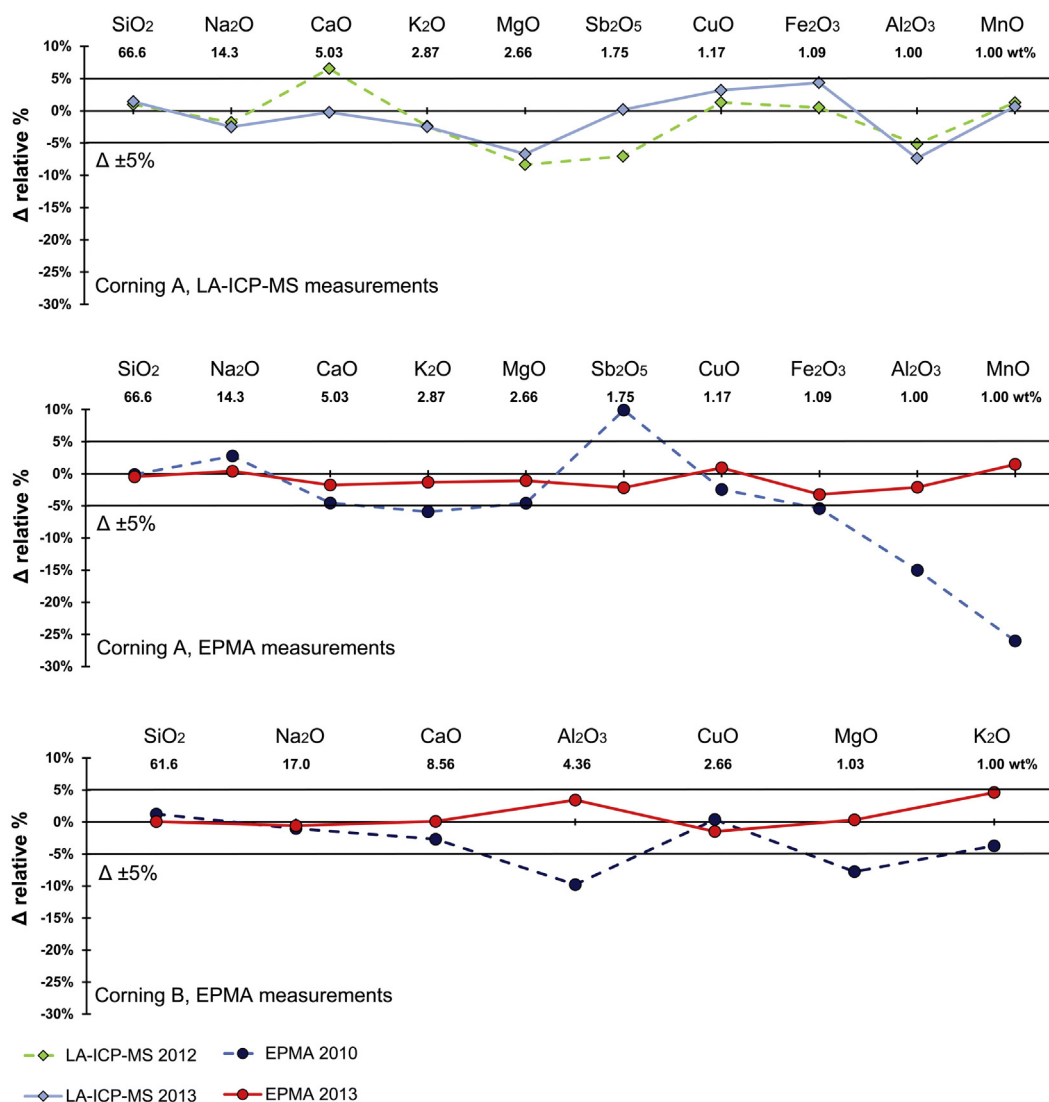 SiO2 Na2O CaO K2O MgO Sb2O5 CuO Fe2O3 Al2O3 MnO
66.6 14.3 5.03 2.87 2.66 1.75 1.17 1.09 1.00 1.00 wt%
10%
5%
0%
-5%
Δ ±5%
-10%
-15%
-20%
-25%
-30%
Δ relative %
Corning A, LA-ICP-MS measurements
SiO2 Na2O CaO K2O MgO Sb2O5 CuO Fe2O3 Al2O3 MnO
66.6 14.3 5.03 2.87 2.66 1.75 1.17 1.09 1.00 1.00 wt%
10%
5%
0%
-5%
Δ ±5%
-10%
-15%
-20%
-25%
-30%
Δ relative %
Corning A, EPMA measurements
SiO2 Na2O CaO Al2O3 CuO MgO K2O
61.6 17.0 8.56 4.36 2.66 1.03 1.00 wt%
10%
5%
0%
-5%
Δ ±5%
-10%
-15%
-20%
-25%
-30%
Δ relative %
Corning B, EPMA measurements
LA-ICP-MS 2012 EPMA 2010
LA-ICP-MS 2013 EPMA 2013